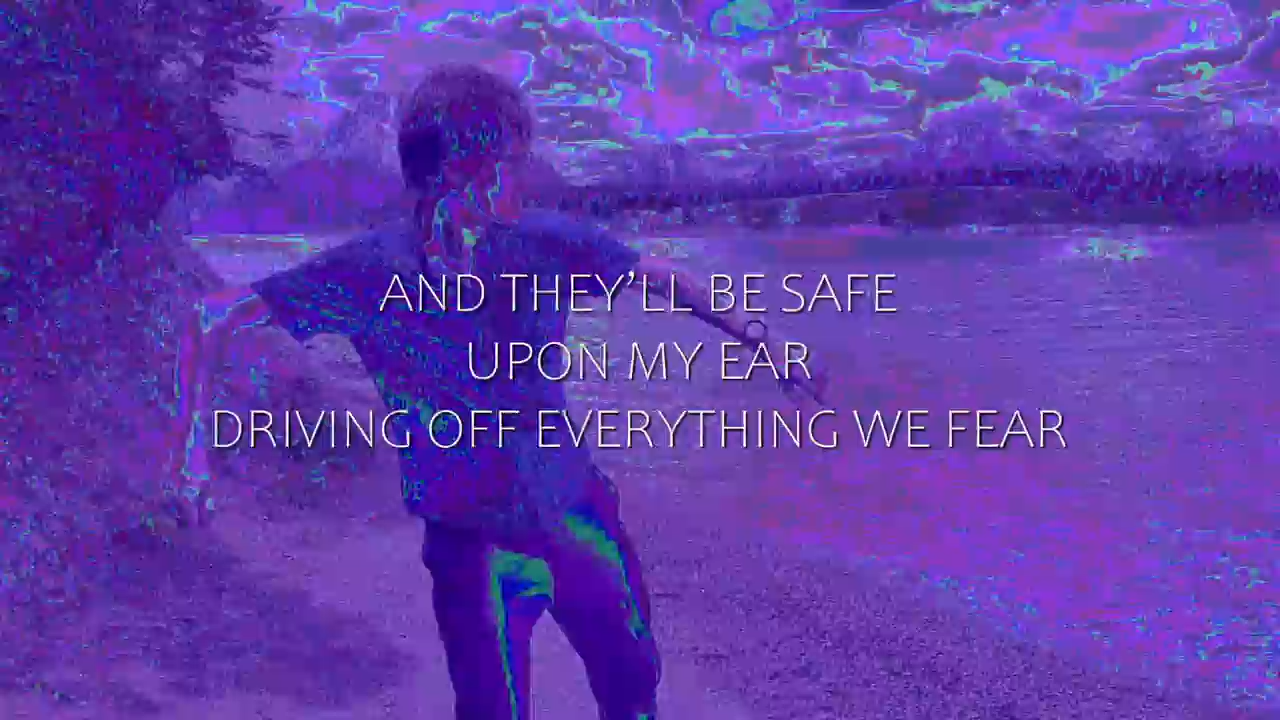 AND THEY'LL BE SAFE
UPON MY EAR
DRIVING OFF EVERYTHING WE FEAR